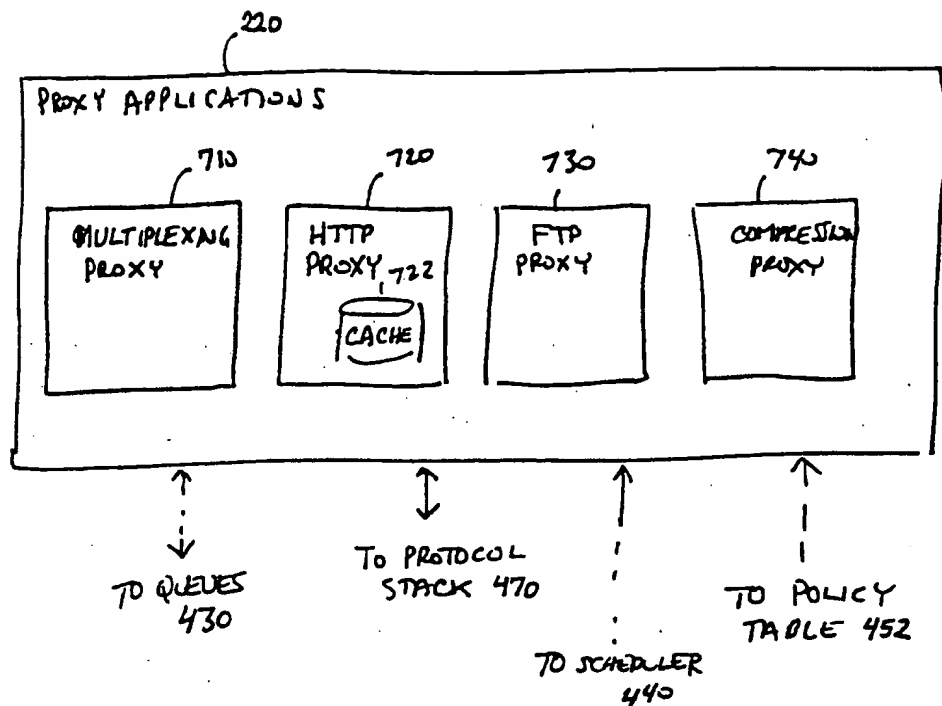 220
PROXY APPLICATIONS
710
720
730
740
MULTIPLEXING
PROXY
HTTP
PROXY
722
CACHE
FTP
PROXY
COMPRESSION
PROXY
TO QUEUES
430
TO PROTOCOL
STACK 470
TO SCHEDULER
440
TO POLICY
TABLE 452